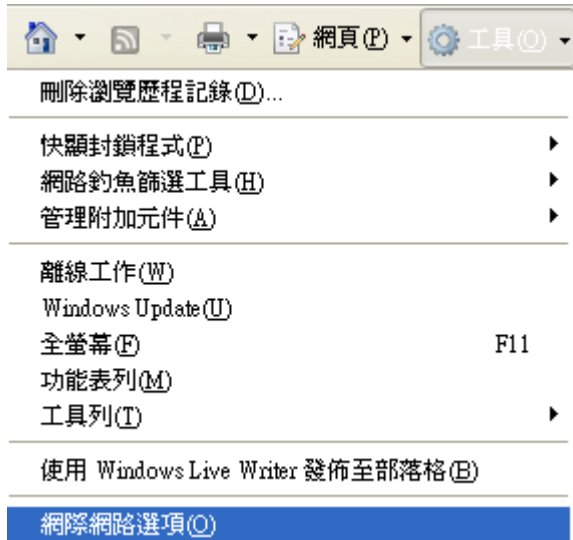 網頁(P) 工具(O)
刪除瀏覽歷程記錄(D)...
快顯封鎖程式(P)
網路釣魚篩選工具(H)
管理附加元件(A)
離線工作(W)
Windows Update(U)
全螢幕(F) F11
功能表列(M)
工具列(T)
使用 Windows Live Writer 發佈至部落格(B)
網際網路選項(O)